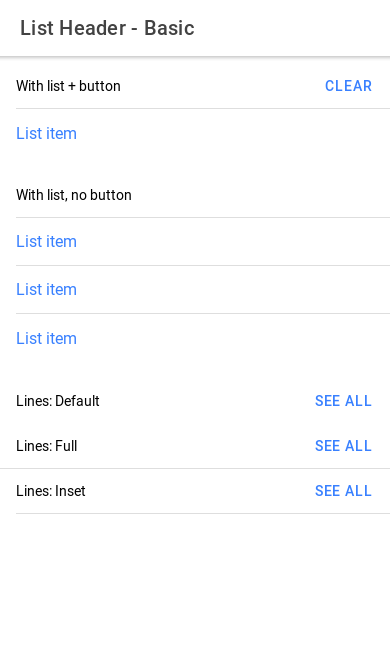 List Header - Basic
With list + button CLEAR
List item
With list, no button
List item
List item
List item
Lines: Default SEE ALL
Lines: Full SEE ALL
Lines: Inset SEE ALL